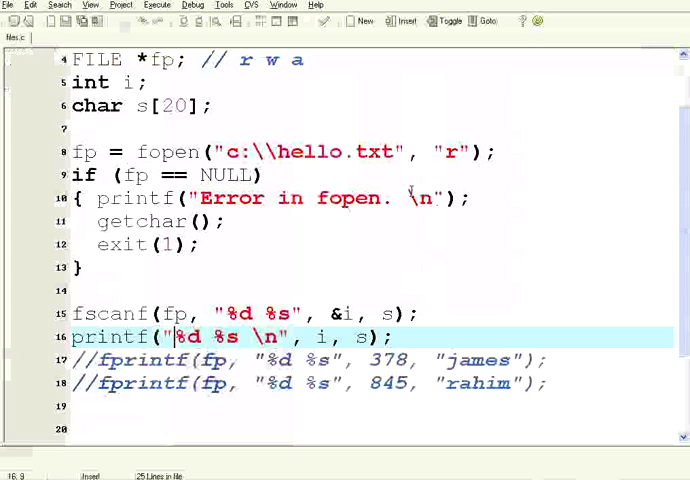 File Edit Search View Project Execute Debug Tools CVS Window Help
New Insert Toggle Goto
files.c
4 FILE *fp; // r w a
5 int i;
6 char s[20];
7
8 fp = fopen("c:\\hello.txt", "r");
9 if (fp == NULL)
10 { printf("Error in fopen. \n");
11 getchar();
12 exit(1);
13 }
14
15 fscanf(fp, "%d %s", &i, s);
16 printf("%d %s \n", i, s);
17 //fprintf(fp, "%d %s", 378, "james");
18 //fprintf(fp, "%d %s", 845, "rahim");
19
20
16: 9 Insert 25 Lines in file